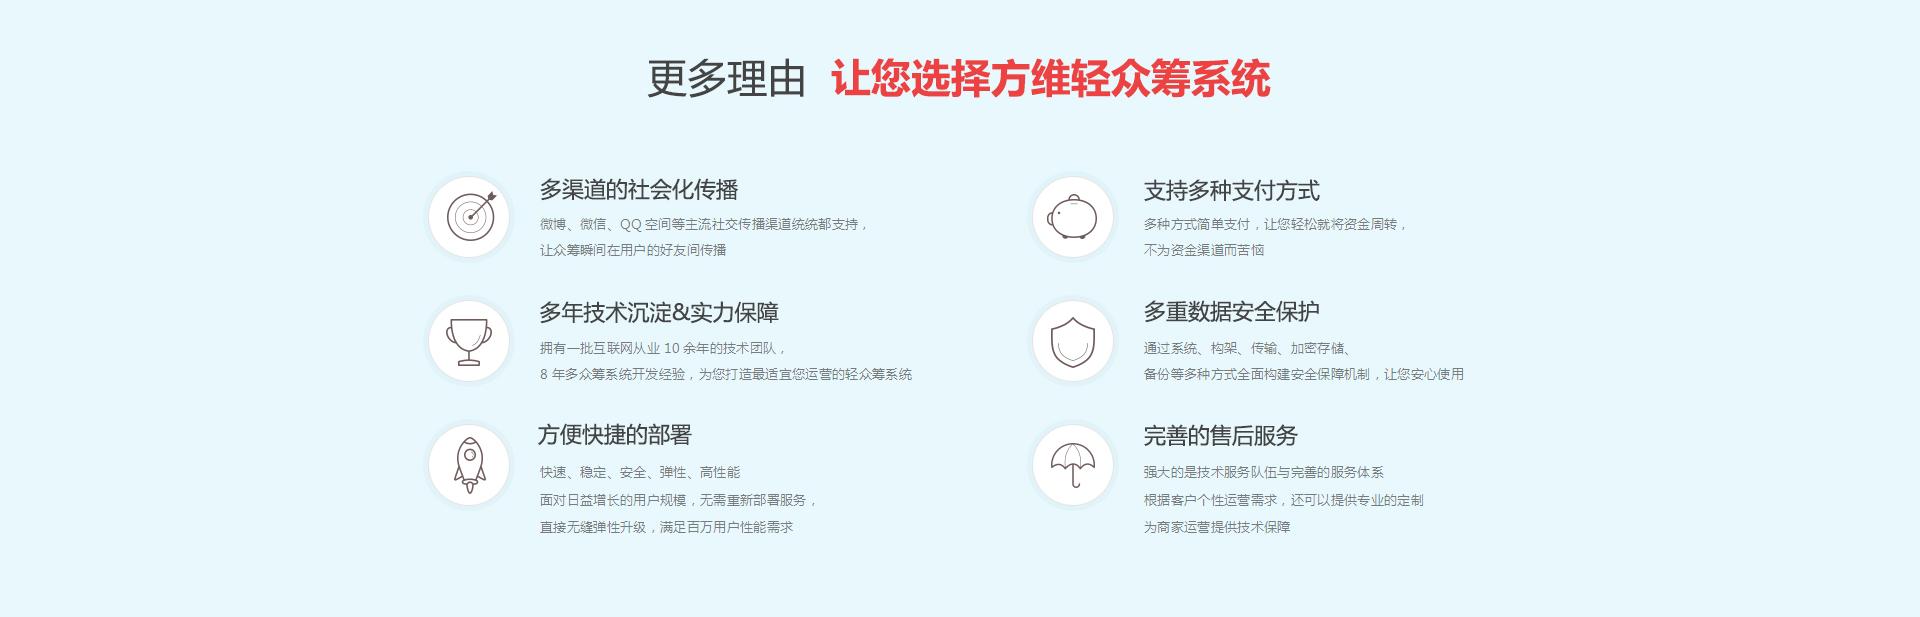 更多理由 让您选择方维轻众筹系统
多渠道的社会化传播
微博、微信、QQ 空间等主流社交传播渠道统统都支持，
让众筹瞬间在用户的好友间传播
支持多种支付方式
多种方式简单支付，让您轻松就将资金周转，
不为资金渠道而苦恼
多年技术沉淀&实力保障
拥有一批互联网从业 10 余年的技术团队，
8 年多众筹系统开发经验，为您打造最适宜您运营的轻众筹系统
多重数据安全保护
通过系统、构架、传输、加密存储、
备份等多种方式全面构建安全保障机制，让您安心使用
方便快捷的部署
快速、稳定、安全、弹性、高性能
面对日益增长的用户规模，无需重新部署服务，
直接无缝弹性升级，满足百万用户性能需求
完善的售后服务
强大的是技术服务队伍与完善的服务体系
根据客户个性运营需求，还可以提供专业的定制
为商家运营提供技术保障